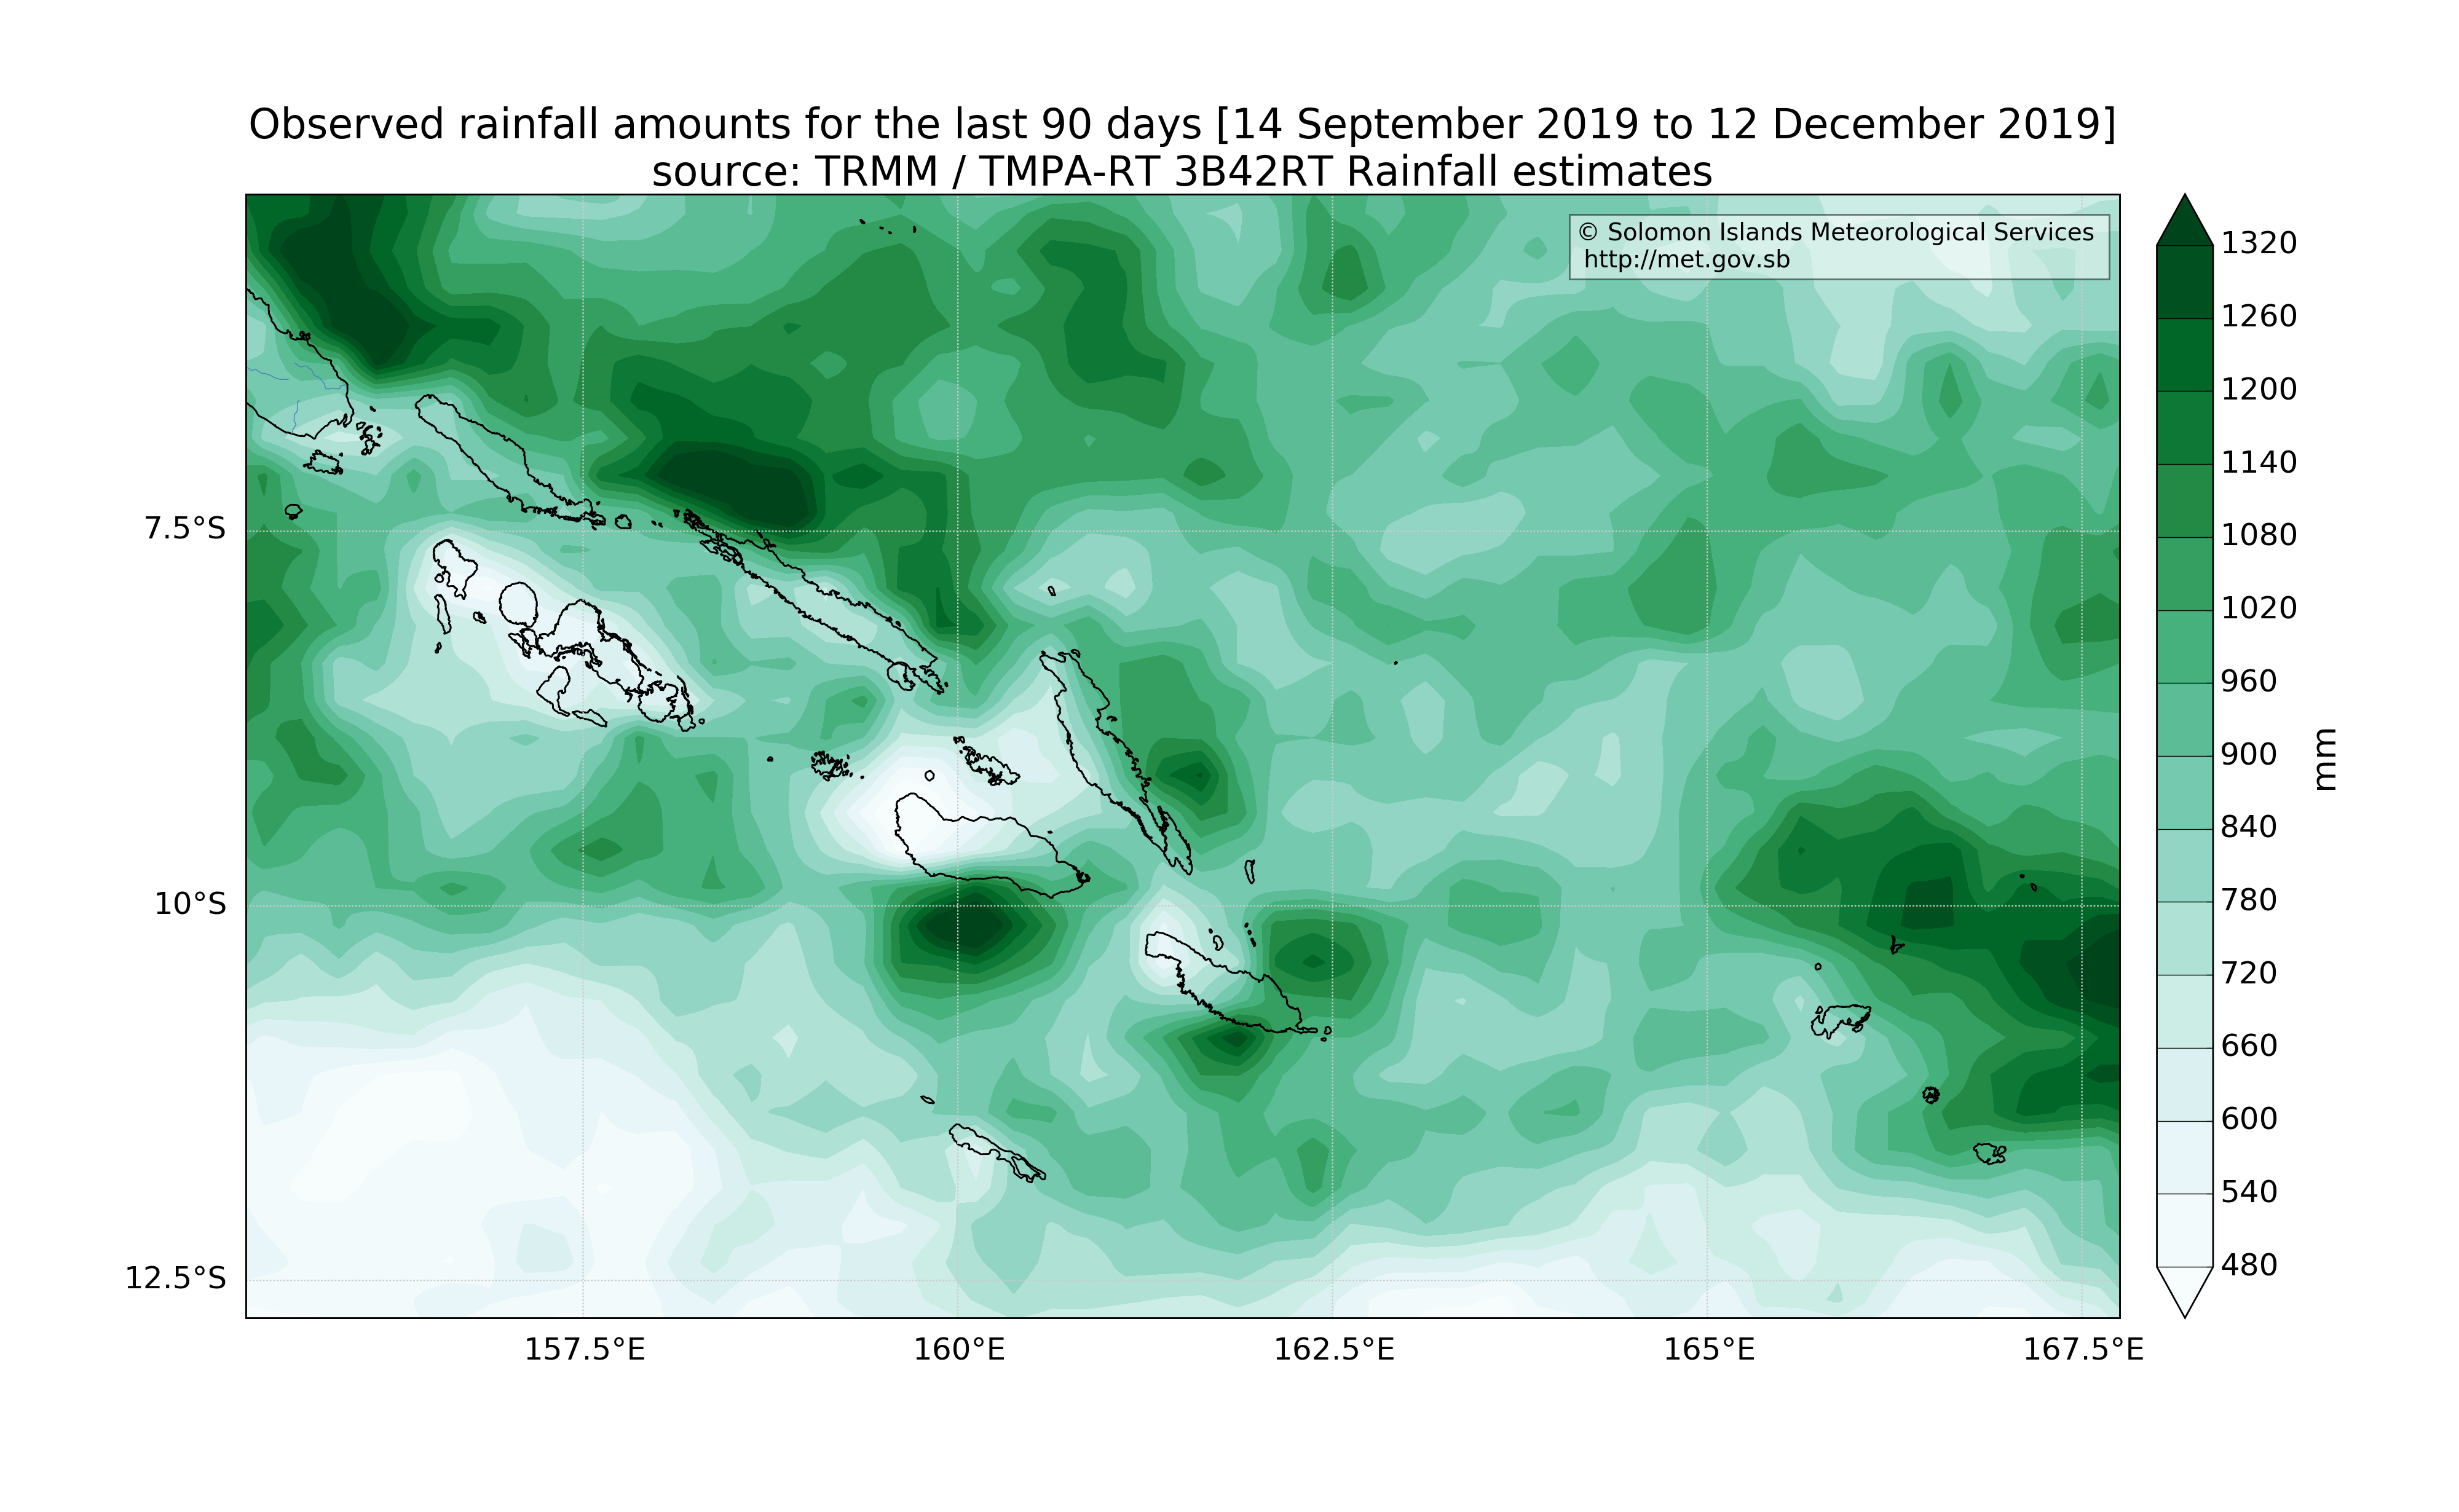 Observed rainfall amounts for the last 90 days [14 September 2019 to 12 December 2019]
source: TRMM / TMPA-RT 3B42RT Rainfall estimates
© Solomon Islands Meteorological Services
http://met.gov.sb
1320
1260
1200
1140
1080
1020
960
900
840
780
720
660
600
540
480
mm
7.5°S
10°S
12.5°S
157.5°E
160°E
162.5°E
165°E
167.5°E